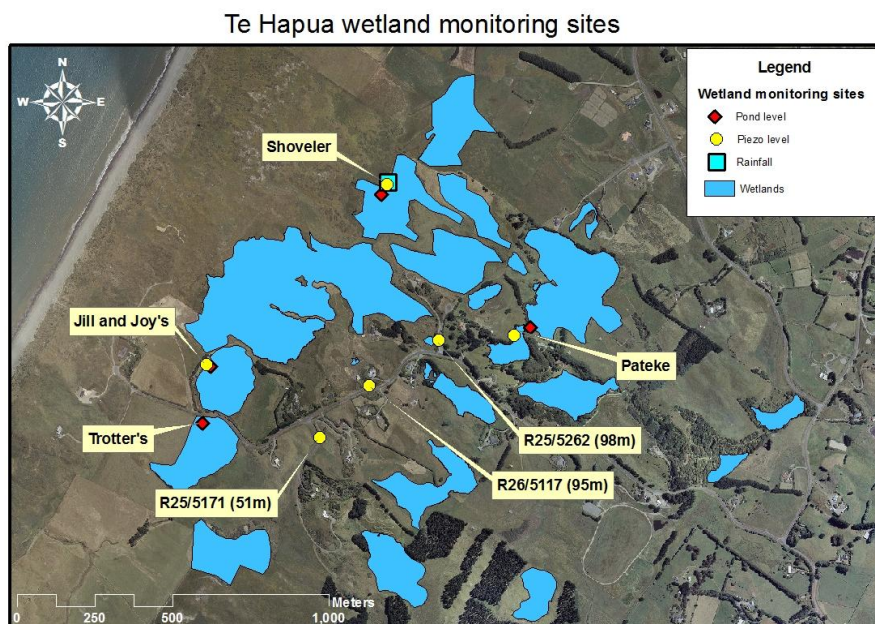 Te Hapua wetland monitoring sites
N
W E
S
Legend
Wetland monitoring sites
Pond level
Piezo level
Rainfall
Wetlands
Shoveler
Jill and Joy's
Pateke
Trotter's
R25/5262 (98m)
R26/5117 (95m)
R25/5171 (51m)
Meters
0 250 500 1,000